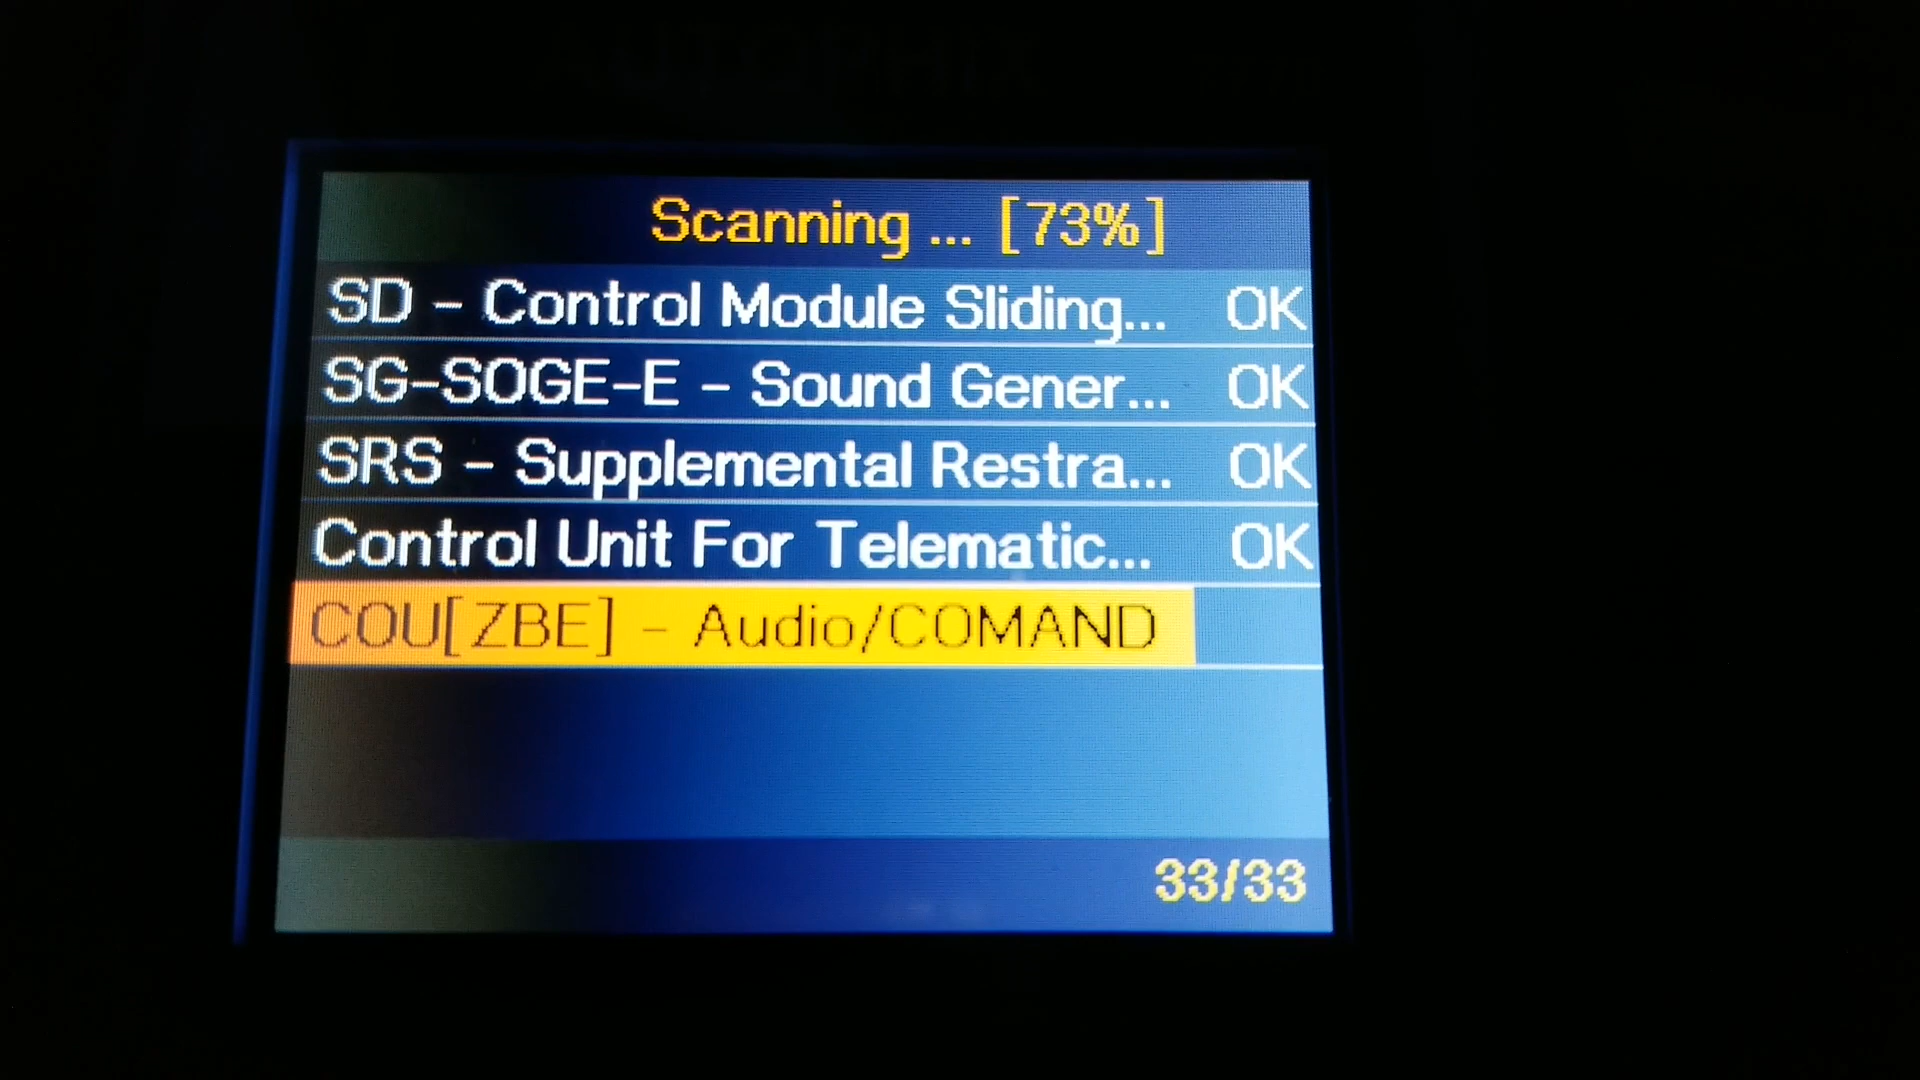 AUTOPHIX
Scanning ... [73%]
SD - Control Module Sliding... OK
SG-SOGE-E - Sound Gener... OK
SRS - Supplemental Restra... OK
Control Unit For Telematic... OK
COU[ZBE] - Audio/COMAND
33/33